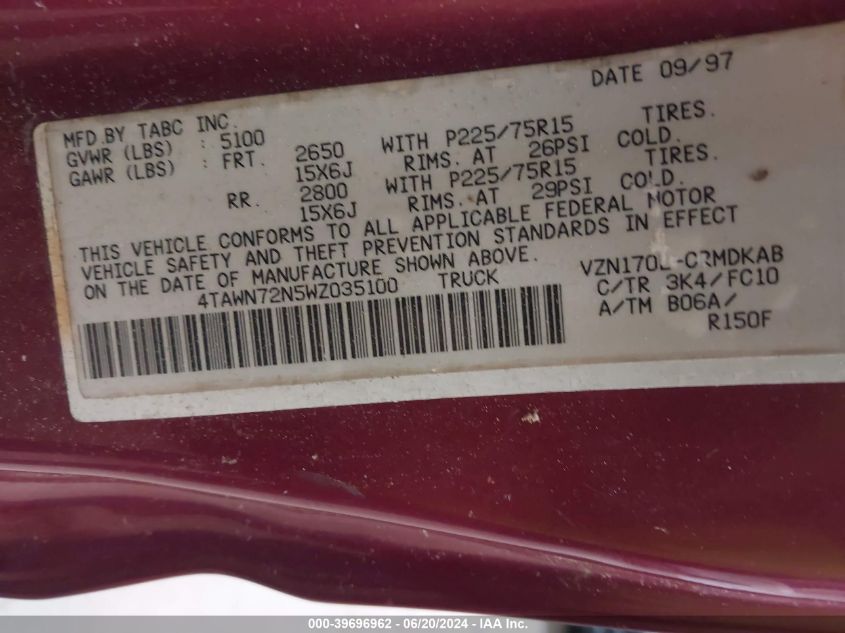 DATE 09/97
MFD.BY TABC INC.
GVWR (LBS) : 5100
GAWR (LBS) : FRT. 2650 WITH P225/75R15 TIRES.
15X6J RIMS. AT 26PSI COLD.
RR. 2800 WITH P225/75R15 TIRES.
15X6J RIMS. AT 29PSI COLD.
THIS VEHICLE CONFORMS TO ALL APPLICABLE FEDERAL MOTOR
VEHICLE SAFETY AND THEFT PREVENTION STANDARDS IN EFFECT
ON THE DATE OF MANUFACTURE SHOWN ABOVE.
4TAWN72N5WZ035100 TRUCK
VZN170L-CRMDKAB
C/TR 3K4/FC10
A/TM B06A/
R150F
000-39696962 / 06/20/2024 / IAA Inc.